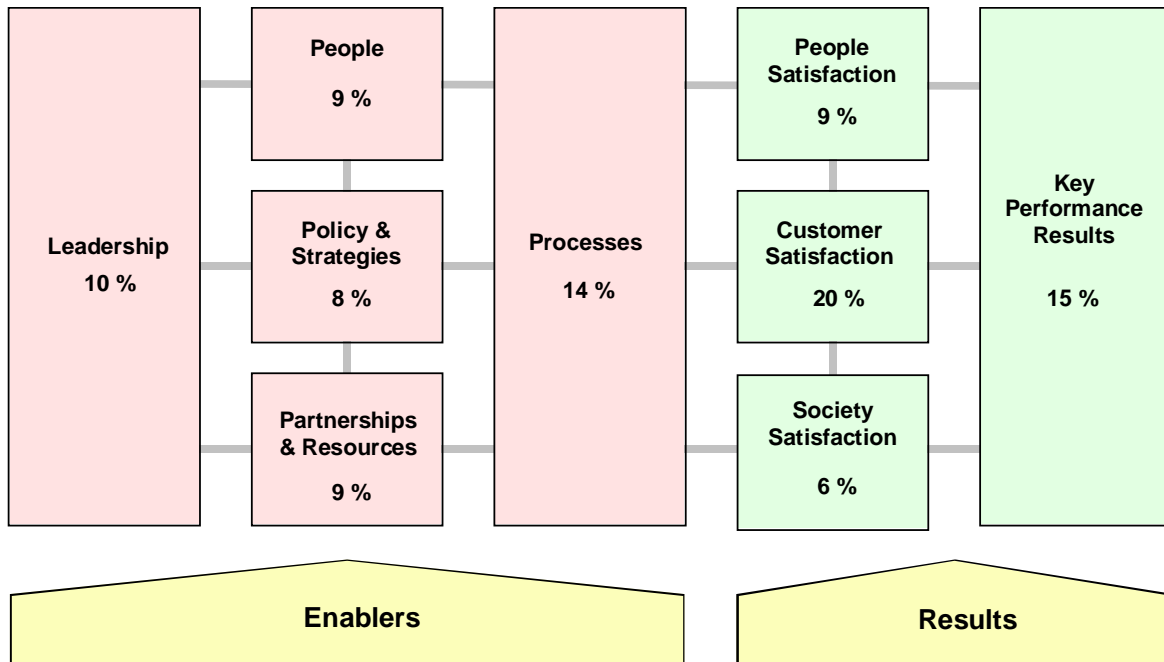 Leadership
10 %
People
9 %
Policy &
Strategies
8 %
Partnerships
& Resources
9 %
Processes
14 %
People
Satisfaction
9 %
Customer
Satisfaction
20 %
Society
Satisfaction
6 %
Key
Performance
Results
15 %
Enablers
Results